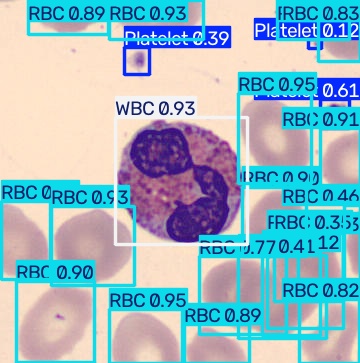 RBC 0.89
RBC 0.93
RBC 0.83
Platelet 0.39
Platelet 0.12
RBC 0.95
Platelet 0.61
WBC 0.93
RBC 0.91
RBC 0.90
RBC 0.93
RBC 0.46
RBC 0.35
RBC 0.77
0.41
12
RBC 0.90
RBC 0.82
RBC 0.95
RBC 0.89